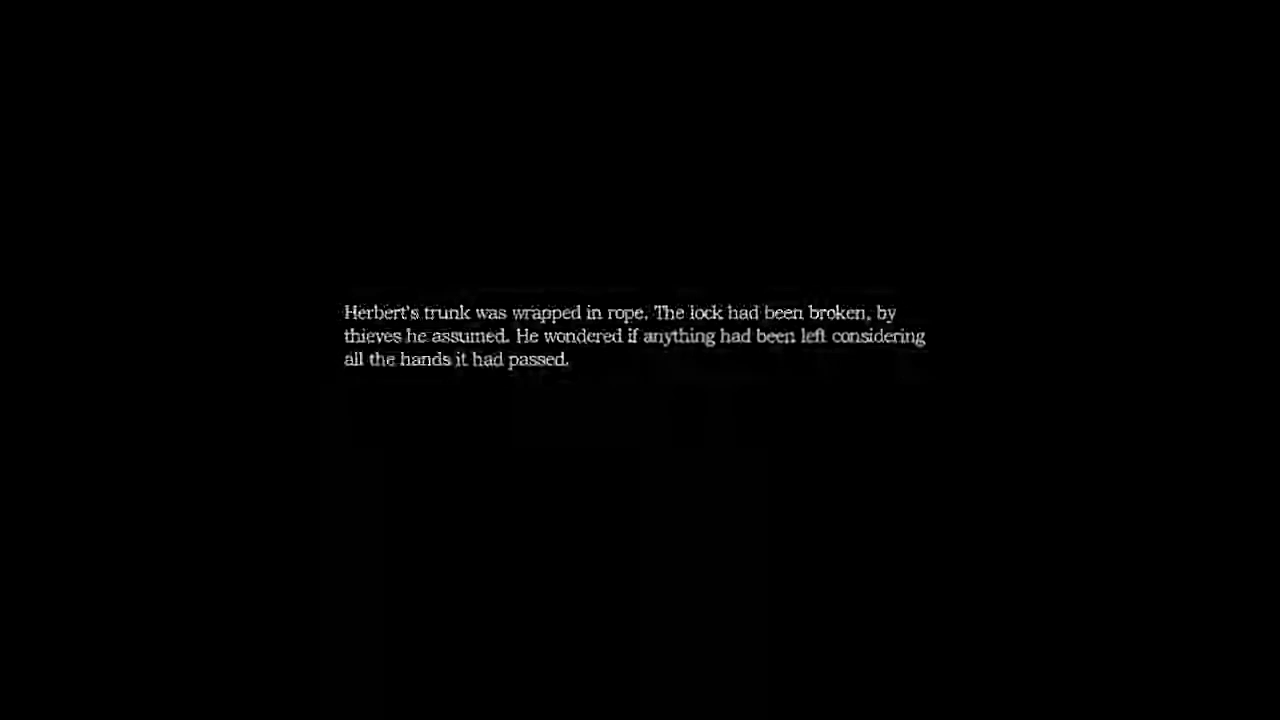 Herbert's trunk was wrapped in rope. The lock had been broken, by
thieves he assumed. He wondered if anything had been left considering
all the hands it had passed.